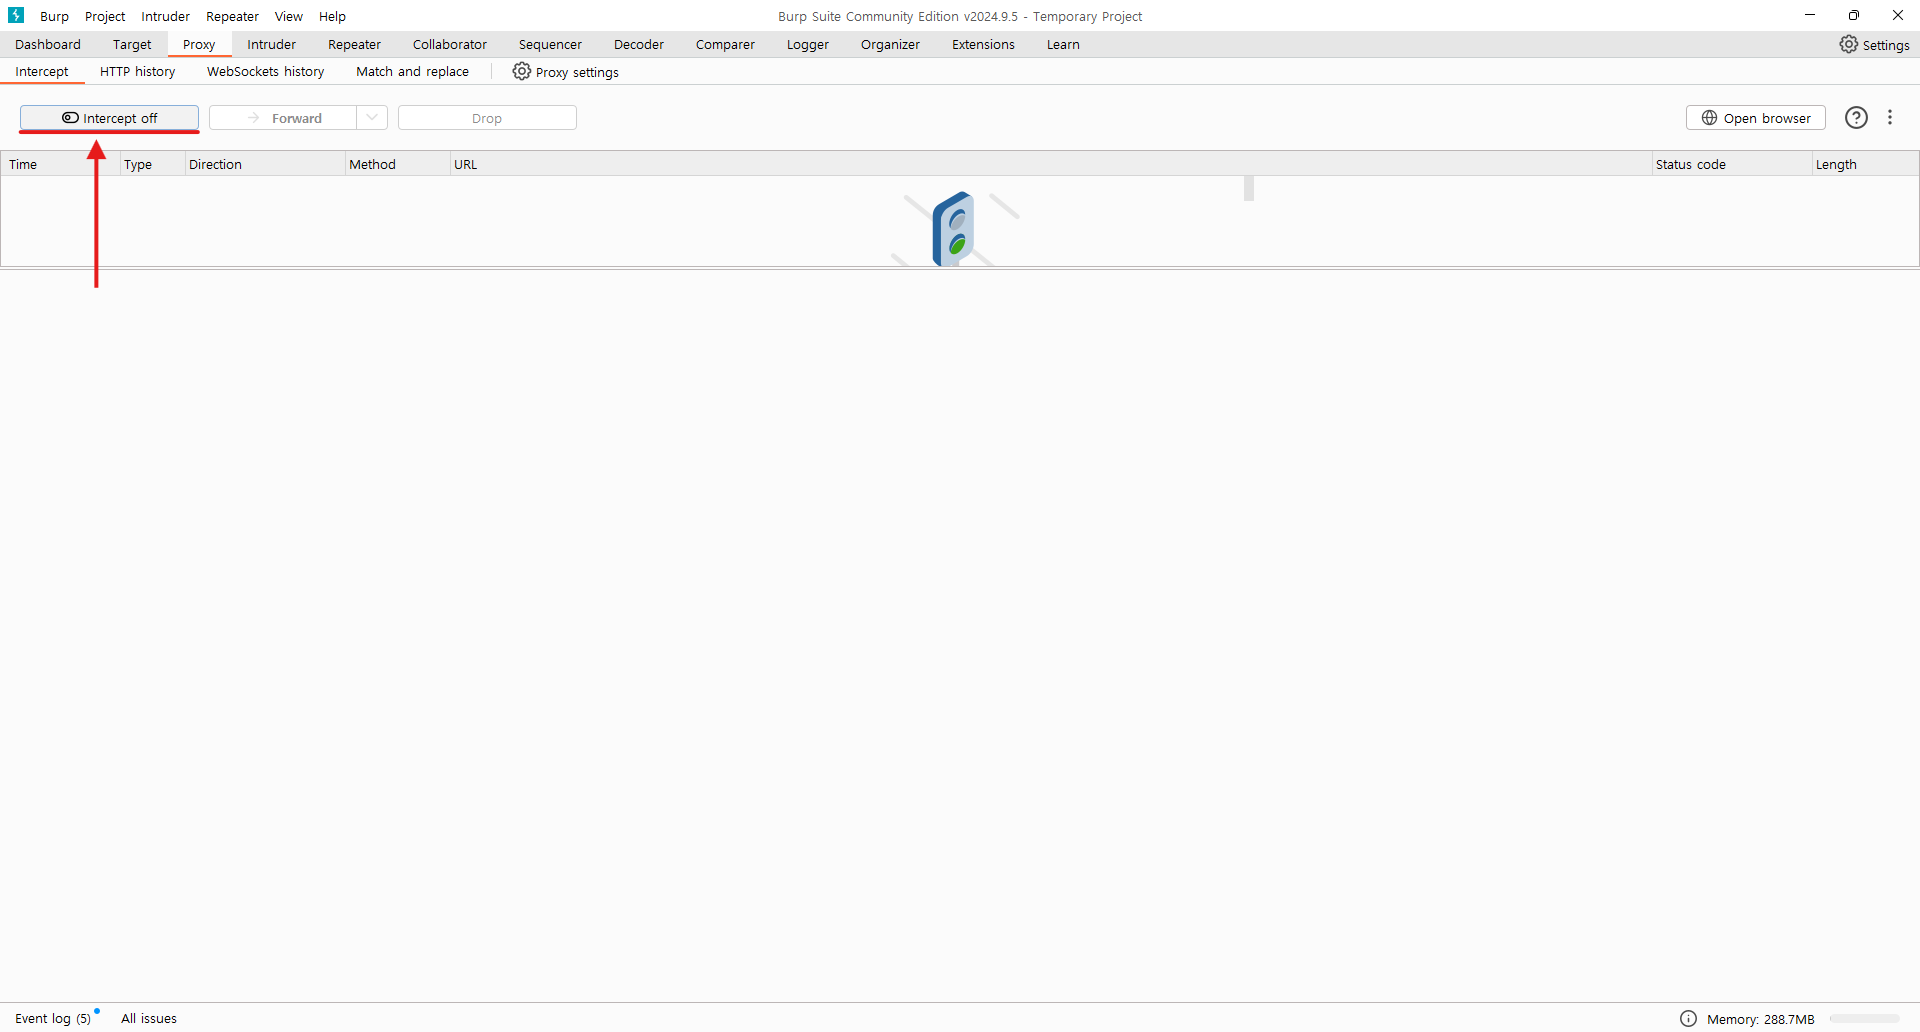 Burp Project Intruder Repeater View Help Burp Suite Community Edition v2024.9.5 - Temporary Project
Dashboard Target Proxy Intruder Repeater Collaborator Sequencer Decoder Comparer Logger Organizer Extensions Learn Settings
Intercept HTTP history WebSockets history Match and replace Proxy settings
Intercept off Forward Drop Open browser
Time Type Direction Method URL Status code Length
Event log (5) All issues Memory: 288.7MB